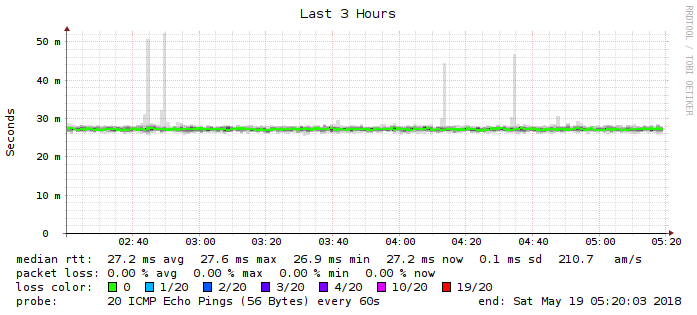 Last 3 Hours
RRDTOOL / TOBI OETIKER
Seconds
50 m
40 m
30 m
20 m
10 m
0
02:40 03:00 03:20 03:40 04:00 04:20 04:40 05:00 05:20
median rtt: 27.2 ms avg 27.6 ms max 26.9 ms min 27.2 ms now 0.1 ms sd 210.7 am/s
packet loss: 0.00 % avg 0.00 % max 0.00 % min 0.00 % now
loss color: 0 1/20 2/20 3/20 4/20 10/20 19/20
probe: 20 ICMP Echo Pings (56 Bytes) every 60s end: Sat May 19 05:20:03 2018